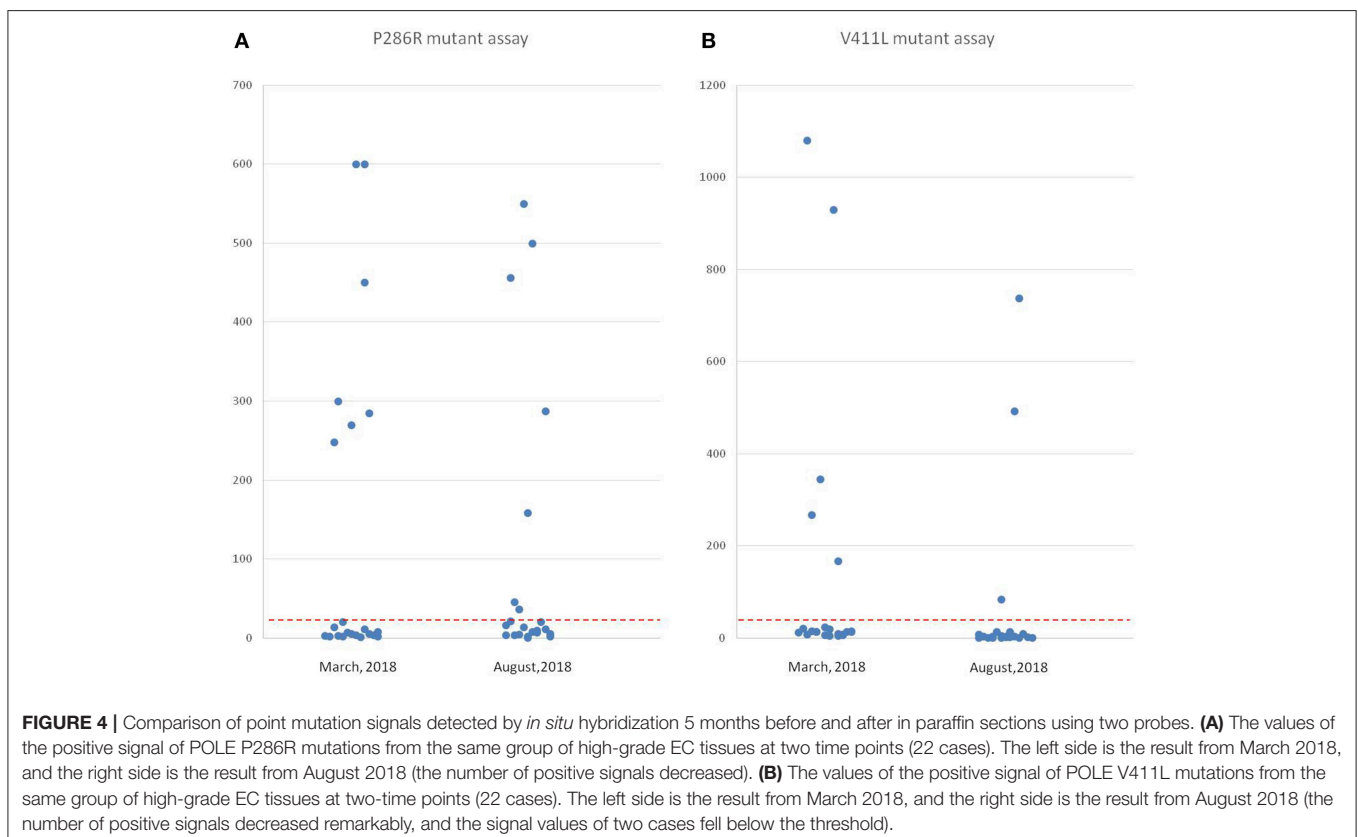 A P286R mutant assay
700
600
500
400
300
200
100
0
March, 2018 August,2018
B V411L mutant assay
1200
1000
800
600
400
200
0
March, 2018 August,2018
FIGURE 4 | Comparison of point mutation signals detected by in situ hybridization 5 months before and after in paraffin sections using two probes. (A) The values of
the positive signal of POLE P286R mutations from the same group of high-grade EC tissues at two time points (22 cases). The left side is the result from March 2018,
and the right side is the result from August 2018 (the number of positive signals decreased). (B) The values of the positive signal of POLE V411L mutations from the
same group of high-grade EC tissues at two-time points (22 cases). The left side is the result from March 2018, and the right side is the result from August 2018 (the
number of positive signals decreased remarkably, and the signal values of two cases fell below the threshold).